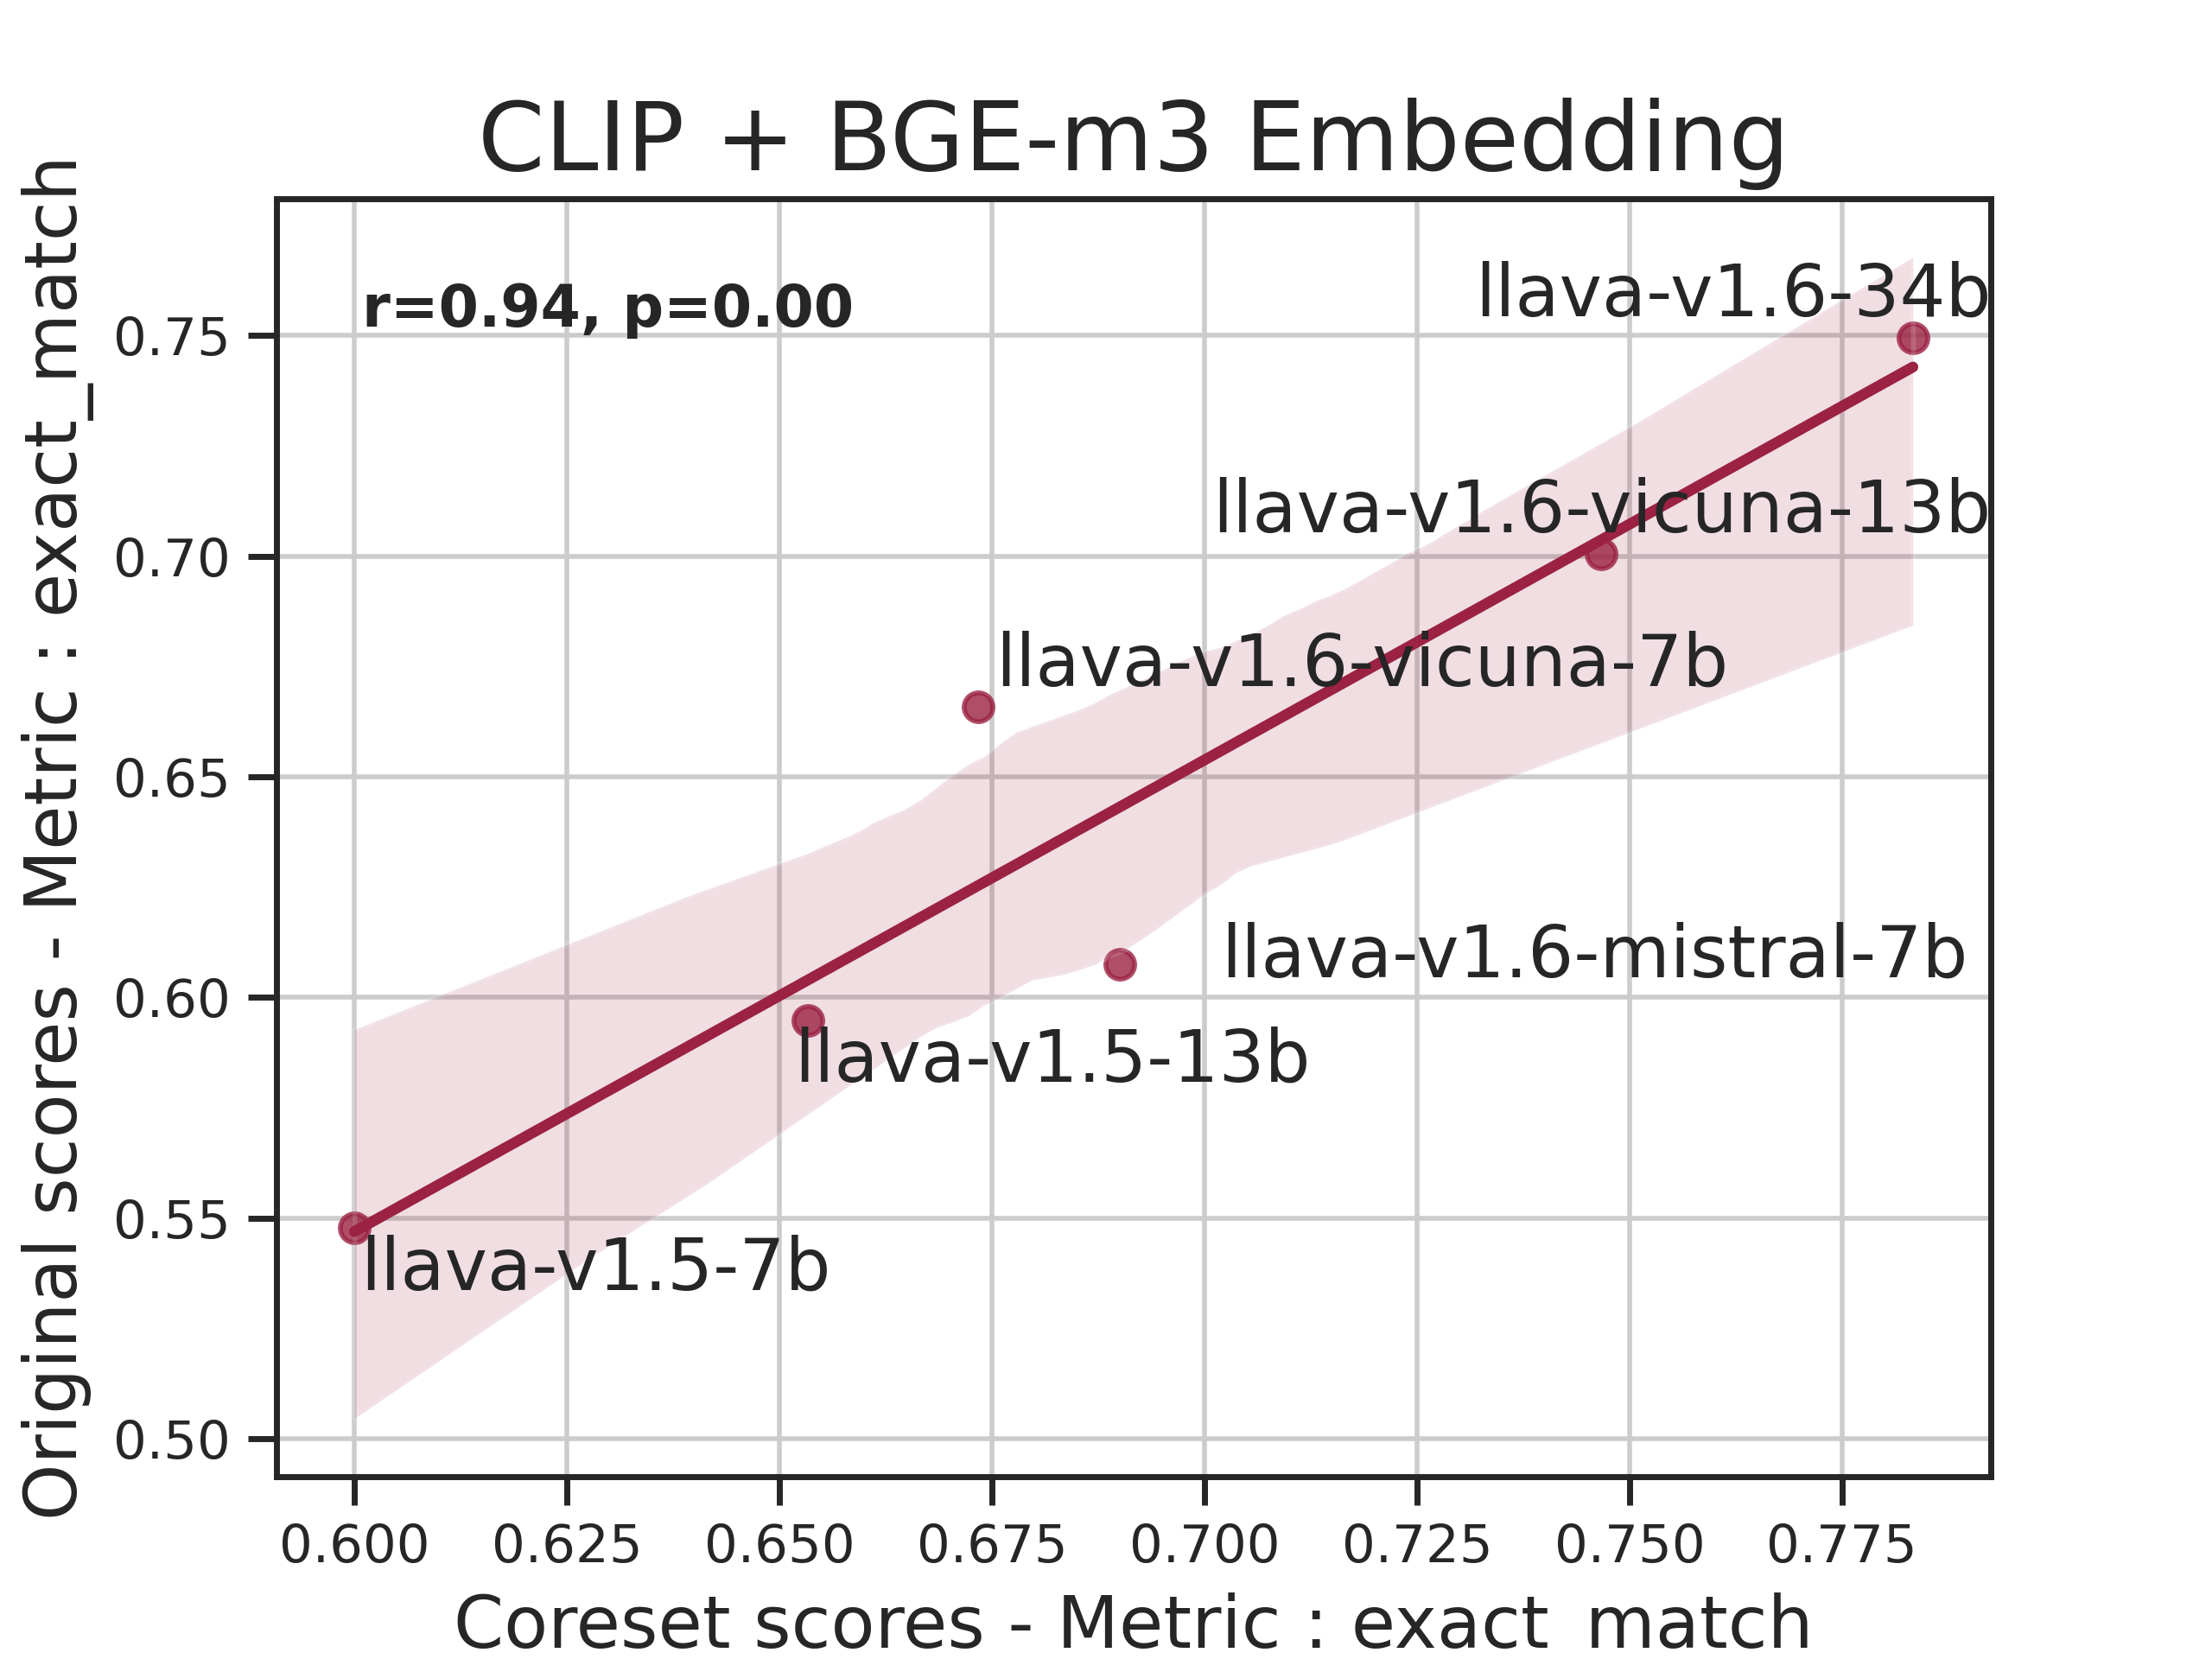 CLIP + BGE-m3 Embedding
Original scores - Metric : exact_match
r=0.94, p=0.00
llava-v1.6-34b
llava-v1.6-vicuna-13b
llava-v1.6-vicuna-7b
llava-v1.6-mistral-7b
llava-v1.5-13b
llava-v1.5-7b
0.75
0.70
0.65
0.60
0.55
0.50
0.600 0.625 0.650 0.675 0.700 0.725 0.750 0.775
Coreset scores - Metric : exact match